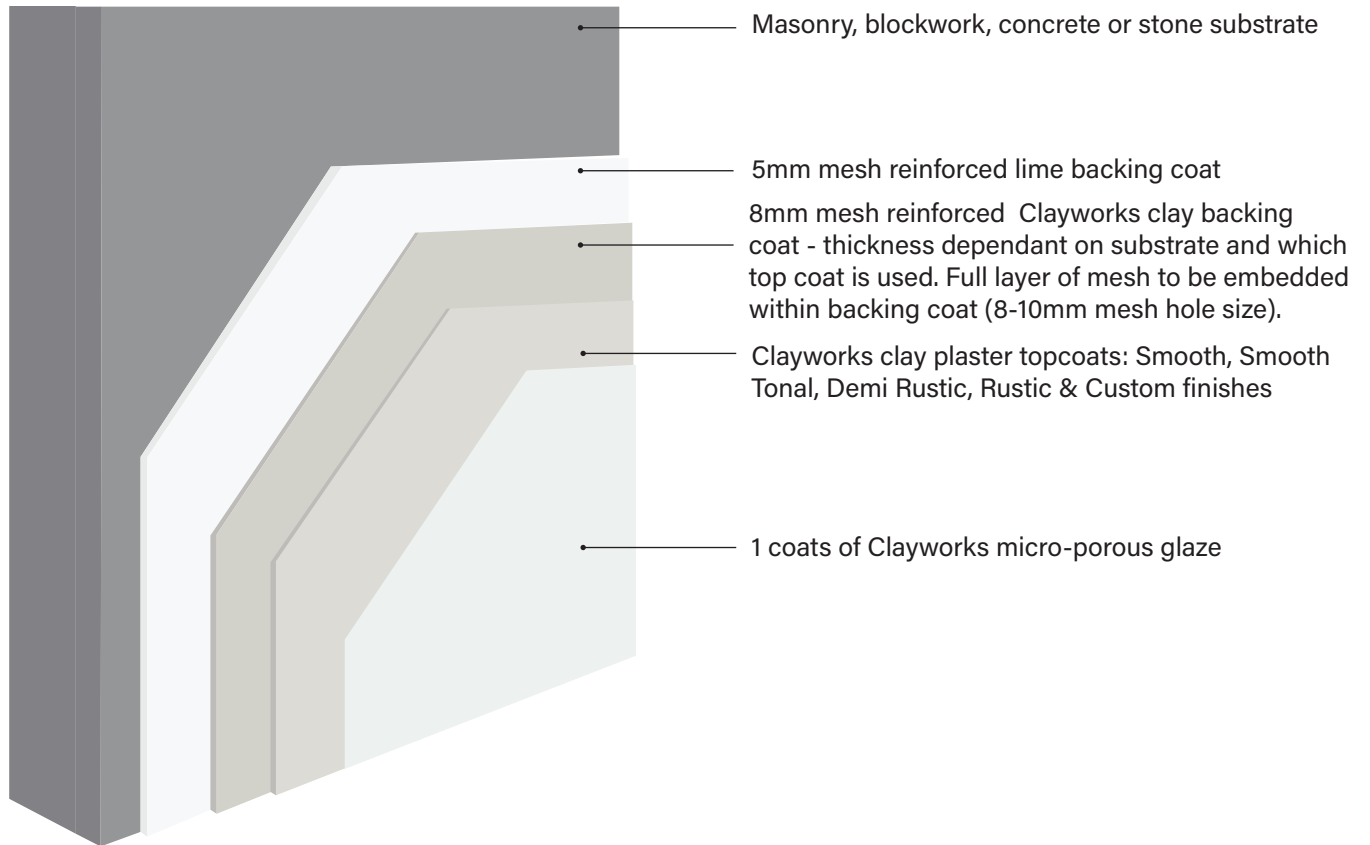 Masonry, blockwork, concrete or stone substrate
5mm mesh reinforced lime backing coat
8mm mesh reinforced  Clayworks clay backing
coat - thickness dependant on substrate and which
top coat is used. Full layer of mesh to be embedded
within backing coat (8-10mm mesh hole size).
Clayworks clay plaster topcoats: Smooth, Smooth
Tonal, Demi Rustic, Rustic & Custom finishes
1 coats of Clayworks micro-porous glaze